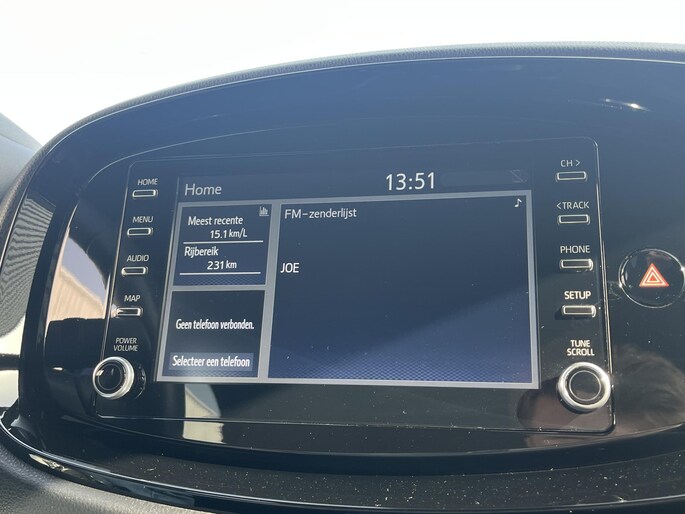 HOME
MENU
AUDIO
MAP
POWER
VOLUME
Home
13:51
Meest recente
15.1 km/L
Rijbereik
231 km
Geen telefoon verbonden.
Selecteer een telefoon
FM-zenderlijst
JOE
CH >
< TRACK
PHONE
SETUP
TUNE
SCROLL